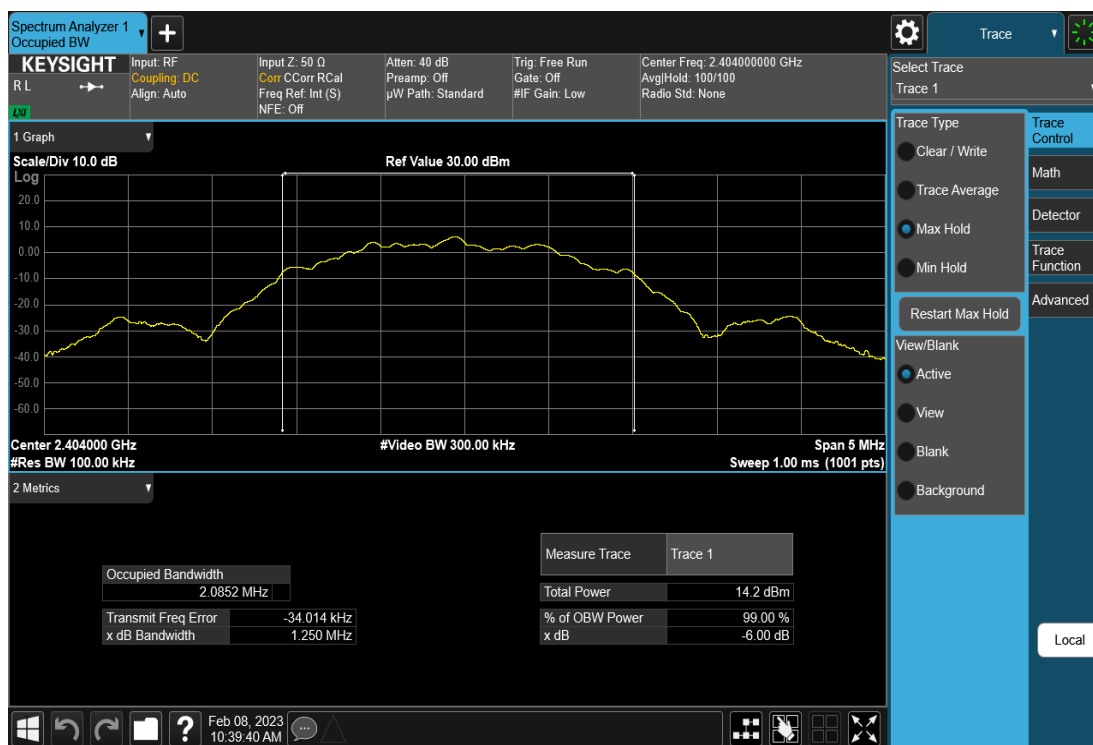 Spectrum Analyzer 1
Occupied BW
Trace
KEYSIGHT
R L
LXI
Input: RF
Coupling: DC
Align: Auto
Input Z: 50 Ω
Corr CCorr RCal
Freq Ref: Int (S)
NFE: Off
Atten: 40 dB
Preamp: Off
µW Path: Standard
Trig: Free Run
Gate: Off
#IF Gain: Low
Center Freq: 2.404000000 GHz
Avg|Hold: 100/100
Radio Std: None
Select Trace
Trace 1
1 Graph
Scale/Div 10.0 dB
Ref Value 30.00 dBm
Log
20.0
10.0
0.00
-10.0
-20.0
-30.0
-40.0
-50.0
-60.0
Center 2.404000 GHz
#Video BW 300.00 kHz
Span 5 MHz
#Res BW 100.00 kHz
Sweep 1.00 ms (1001 pts)
Trace Type
Clear / Write
Trace Average
Max Hold
Min Hold
Restart Max Hold
View/Blank
Active
View
Blank
Background
Trace
Control
Math
Detector
Trace
Function
Advanced
Local
2 Metrics
Measure Trace Trace 1
Occupied Bandwidth
2.0852 MHz
Total Power 14.2 dBm
Transmit Freq Error -34.014 kHz
% of OBW Power 99.00 %
x dB Bandwidth 1.250 MHz
x dB -6.00 dB
?
Feb 08, 2023
10:39:40 AM